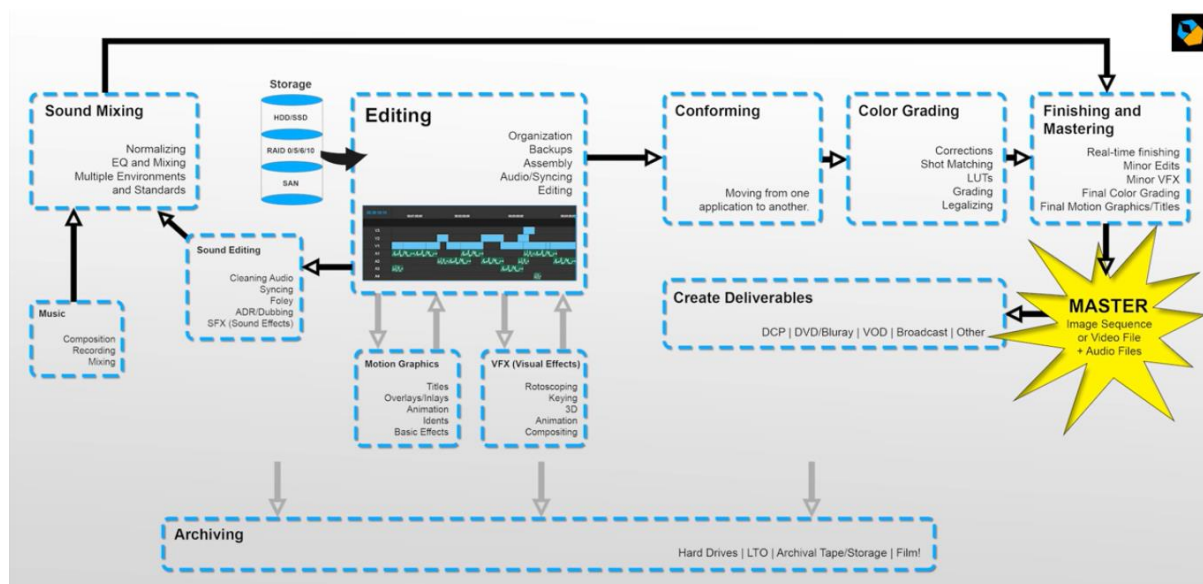 Sound Mixing
Normalizing
EQ and Mixing
Multiple Environments
and Standards
Storage
HDD/SSD
RAID 0/5/6/10
SAN
Editing
Organization
Backups
Assembly
Audio/Syncing
Editing
Conforming
Moving from one
application to another.
Color Grading
Corrections
Shot Matching
LUTs
Grading
Legalizing
Finishing and
Mastering
Real-time finishing
Minor Edits
Minor VFX
Final Color Grading
Final Motion Graphics/Titles
Sound Editing
Cleaning Audio
Syncing
Foley
ADR/Dubbing
SFX (Sound Effects)
Music
Composition
Recording
Mixing
Motion Graphics
Titles
Overlays/Inlays
Animation
Idents
Basic Effects
VFX (Visual Effects)
Rotoscoping
Keying
3D
Animation
Compositing
Create Deliverables
DCP | DVD/Bluray | VOD | Broadcast | Other
MASTER
Image Sequence
or Video File
+ Audio Files
Archiving
Hard Drives | LTO | Archival Tape/Storage | Film!